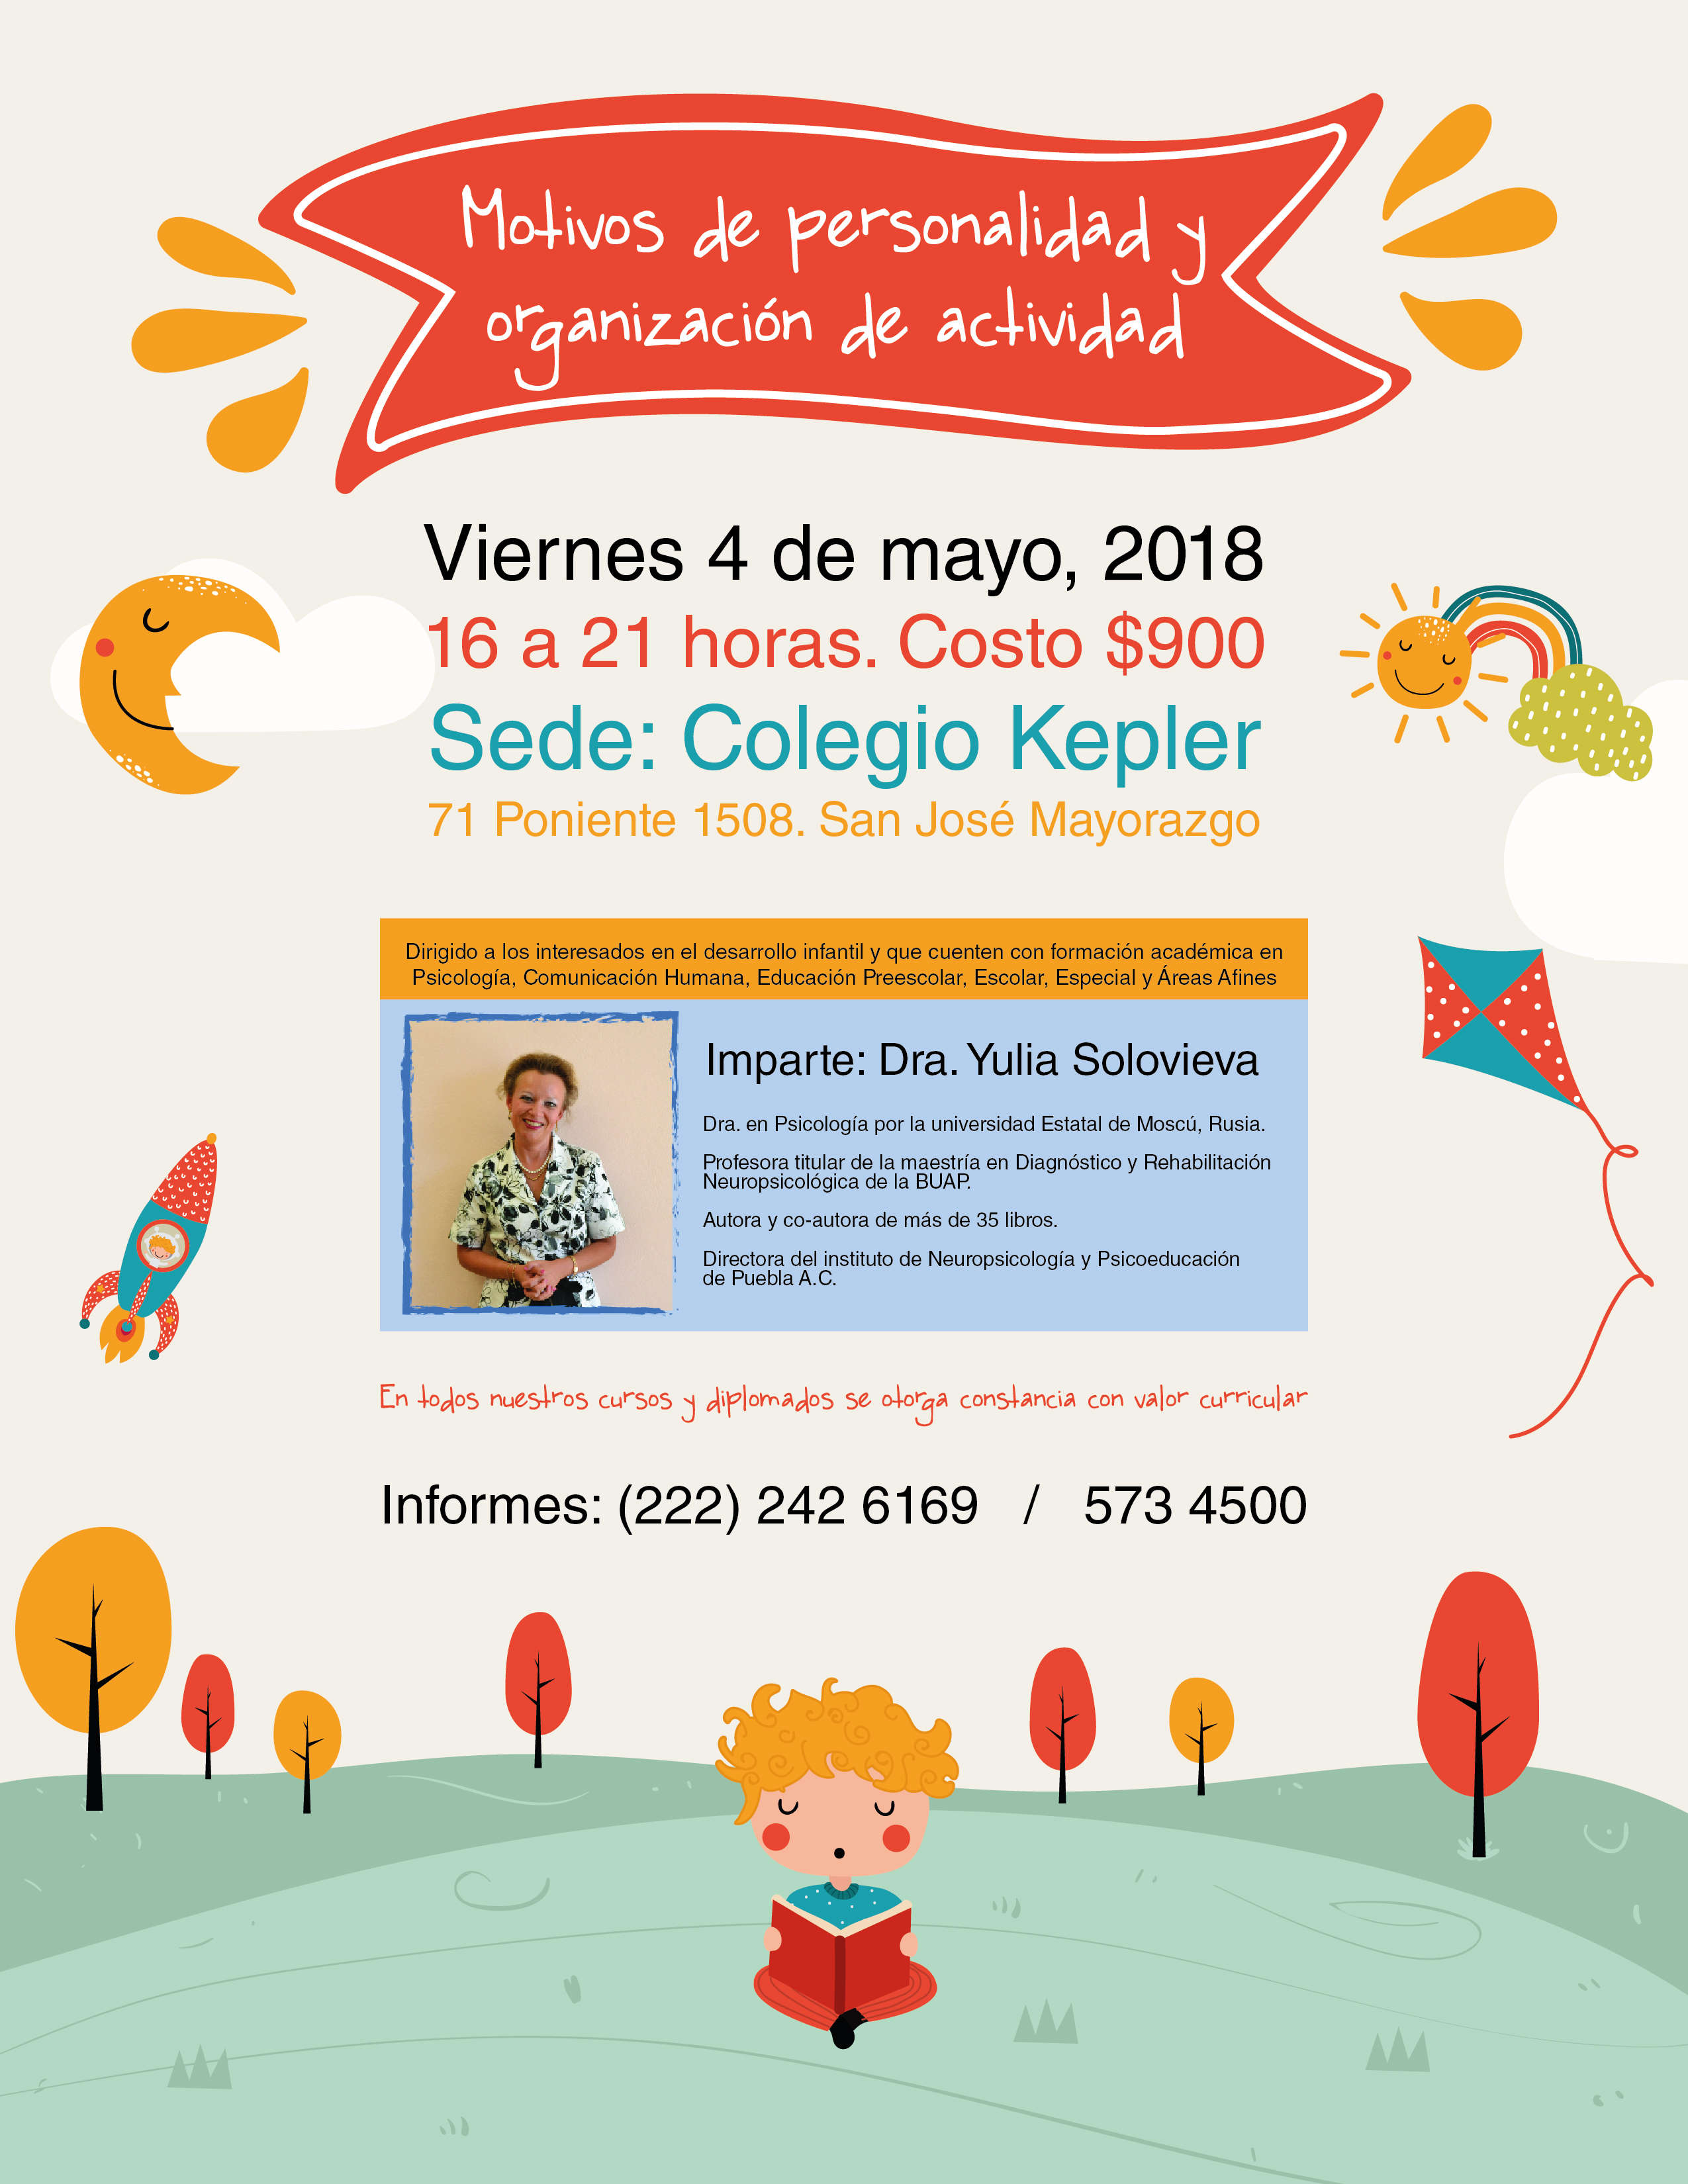 Motivos de personalidad y
organización de actividad
Viernes 4 de mayo, 2018
16 a 21 horas. Costo $900
Sede: Colegio Kepler
71 Poniente 1508. San José Mayorazgo
Dirigido a los interesados en el desarrollo infantil y que cuenten con formación académica en
Psicología, Comunicación Humana, Educación Preescolar, Escolar, Especial y Áreas Afines
Imparte: Dra. Yulia Solovieva
Dra. en Psicología por la universidad Estatal de Moscú, Rusia.
Profesora titular de la maestría en Diagnóstico y Rehabilitación
Neuropsicológica de la BUAP.
Autora y co-autora de más de 35 libros.
Directora del instituto de Neuropsicología y Psicoeducación
de Puebla A.C.
En todos nuestros cursos y diplomados se otorga constancia con valor curricular
Informes: (222) 242 6169 / 573 4500